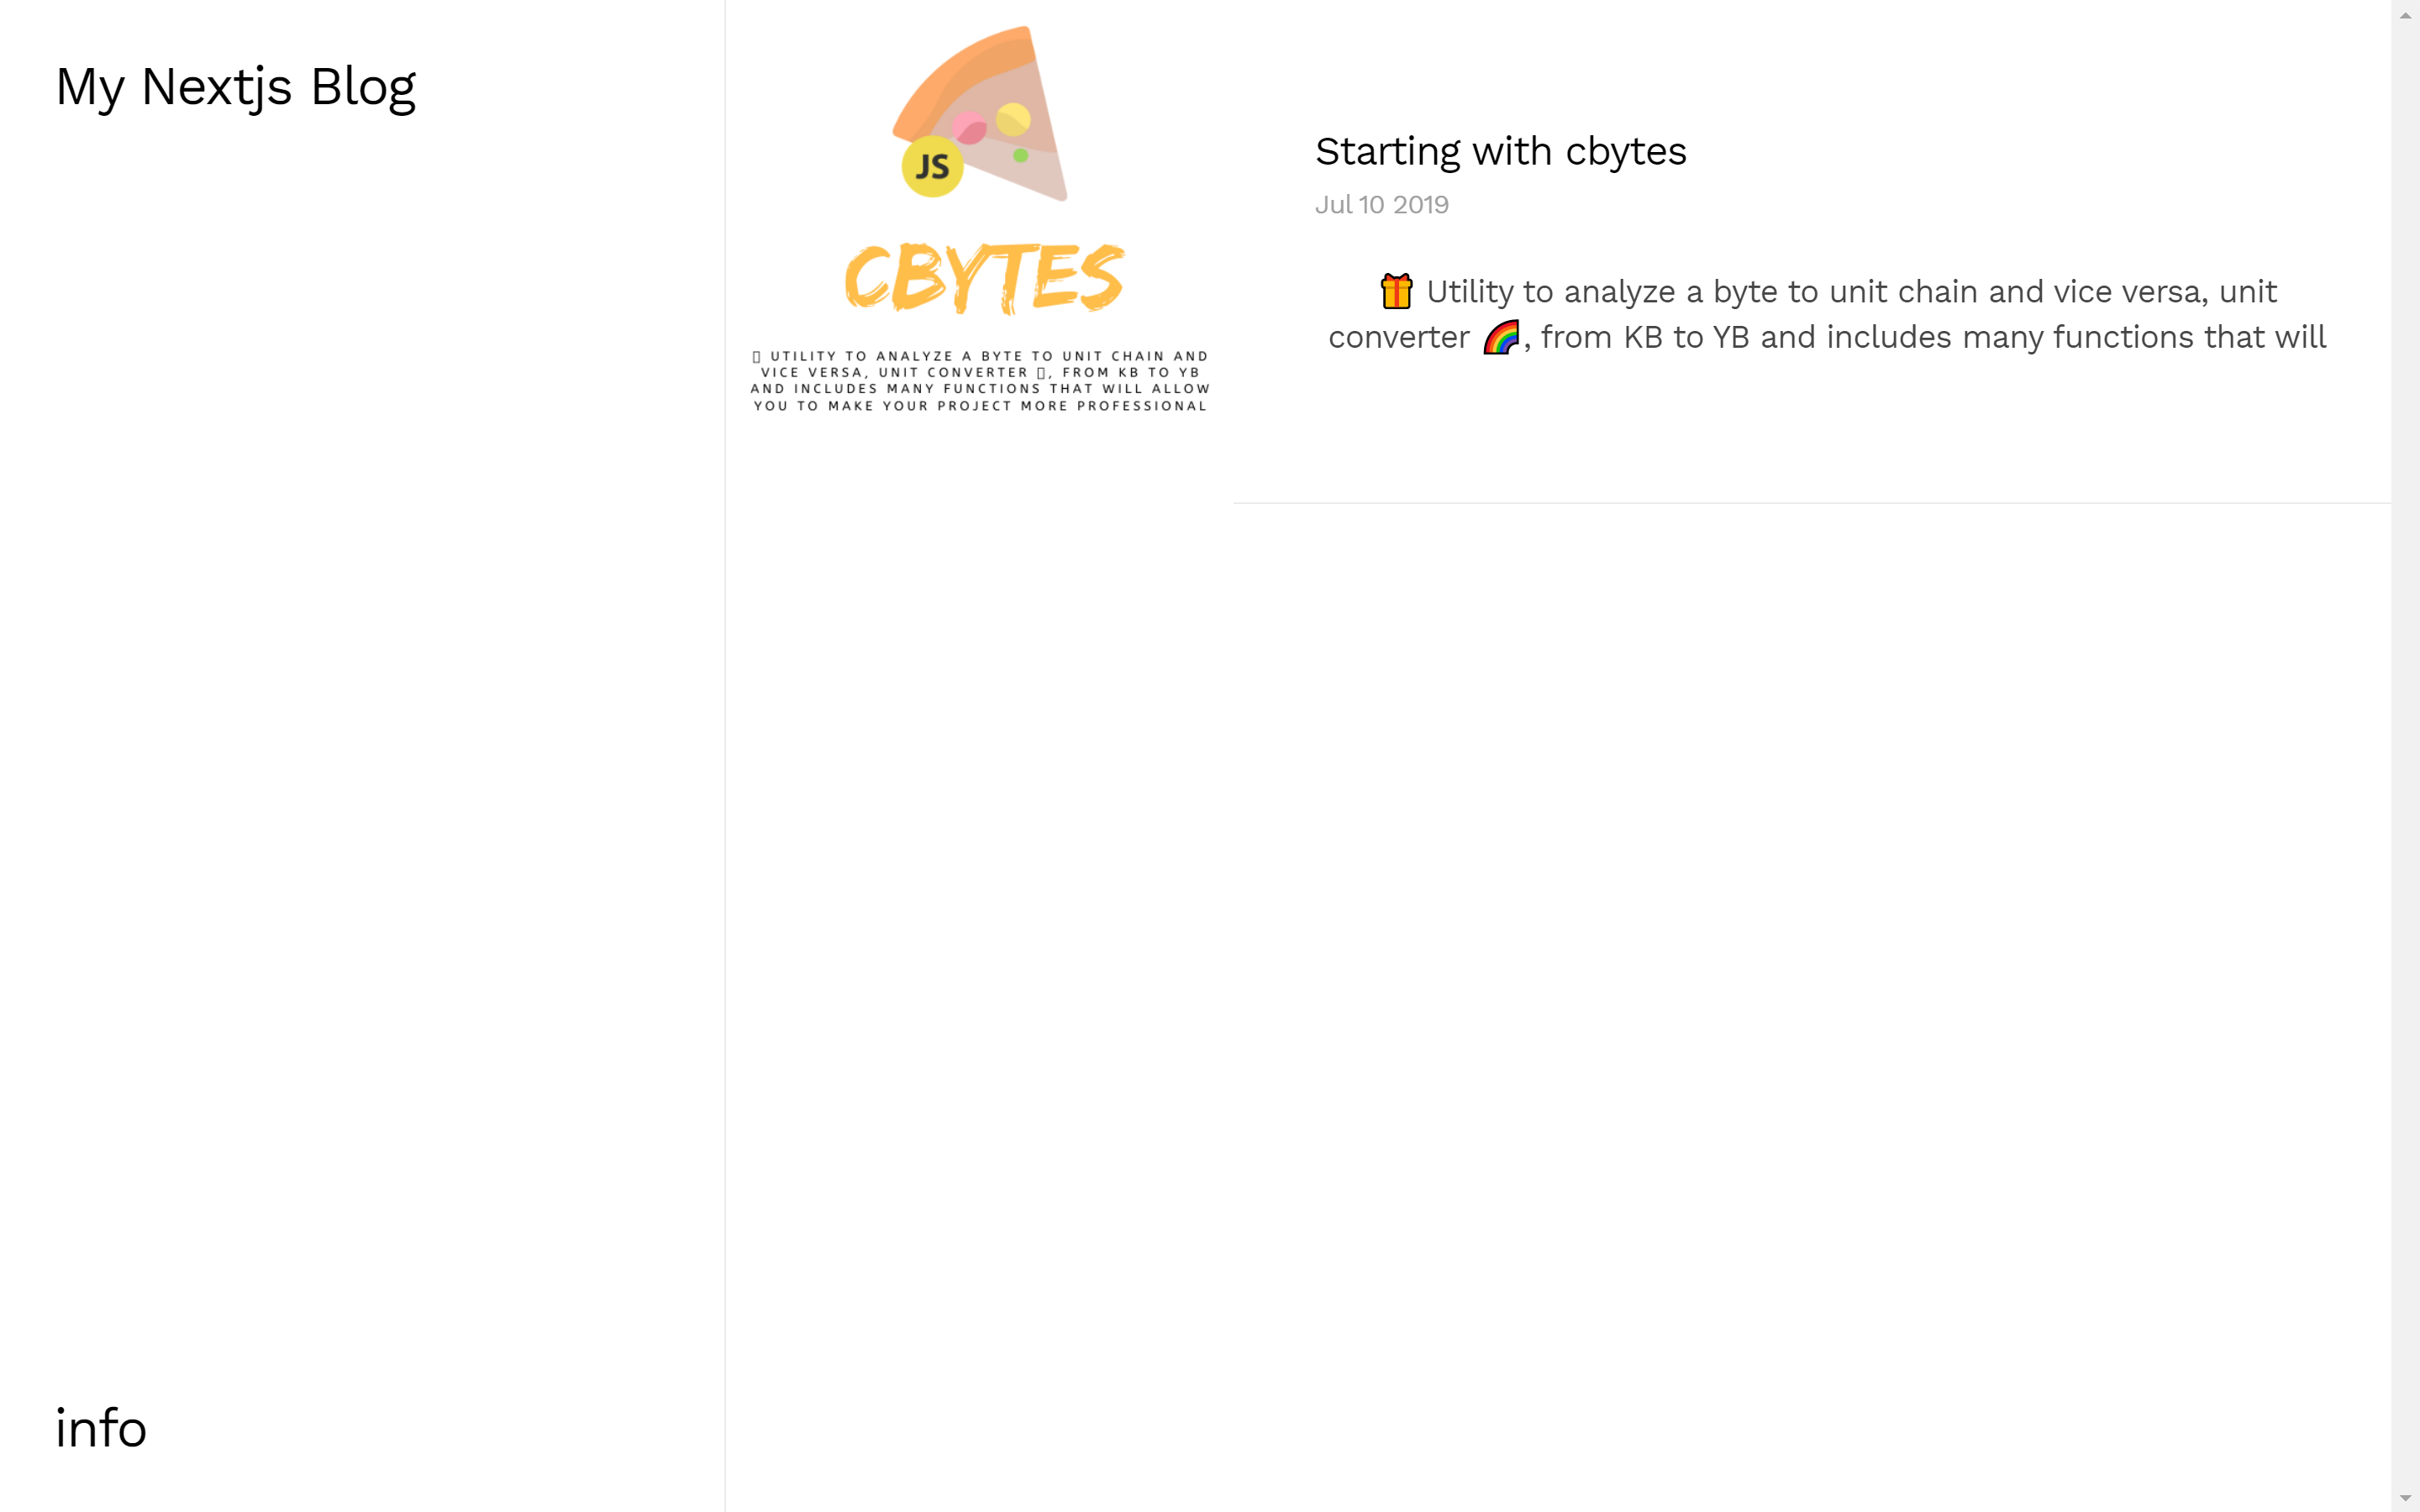 My Nextjs Blog
JS
CBYTES
▯ UTILITY TO ANALYZE A BYTE TO UNIT CHAIN AND
VICE VERSA, UNIT CONVERTER ▯, FROM KB TO YB
AND INCLUDES MANY FUNCTIONS THAT WILL ALLOW
YOU TO MAKE YOUR PROJECT MORE PROFESSIONAL
Starting with cbytes
Jul 10 2019
🎁 Utility to analyze a byte to unit chain and vice versa, unit
converter 🌈, from KB to YB and includes many functions that will
info